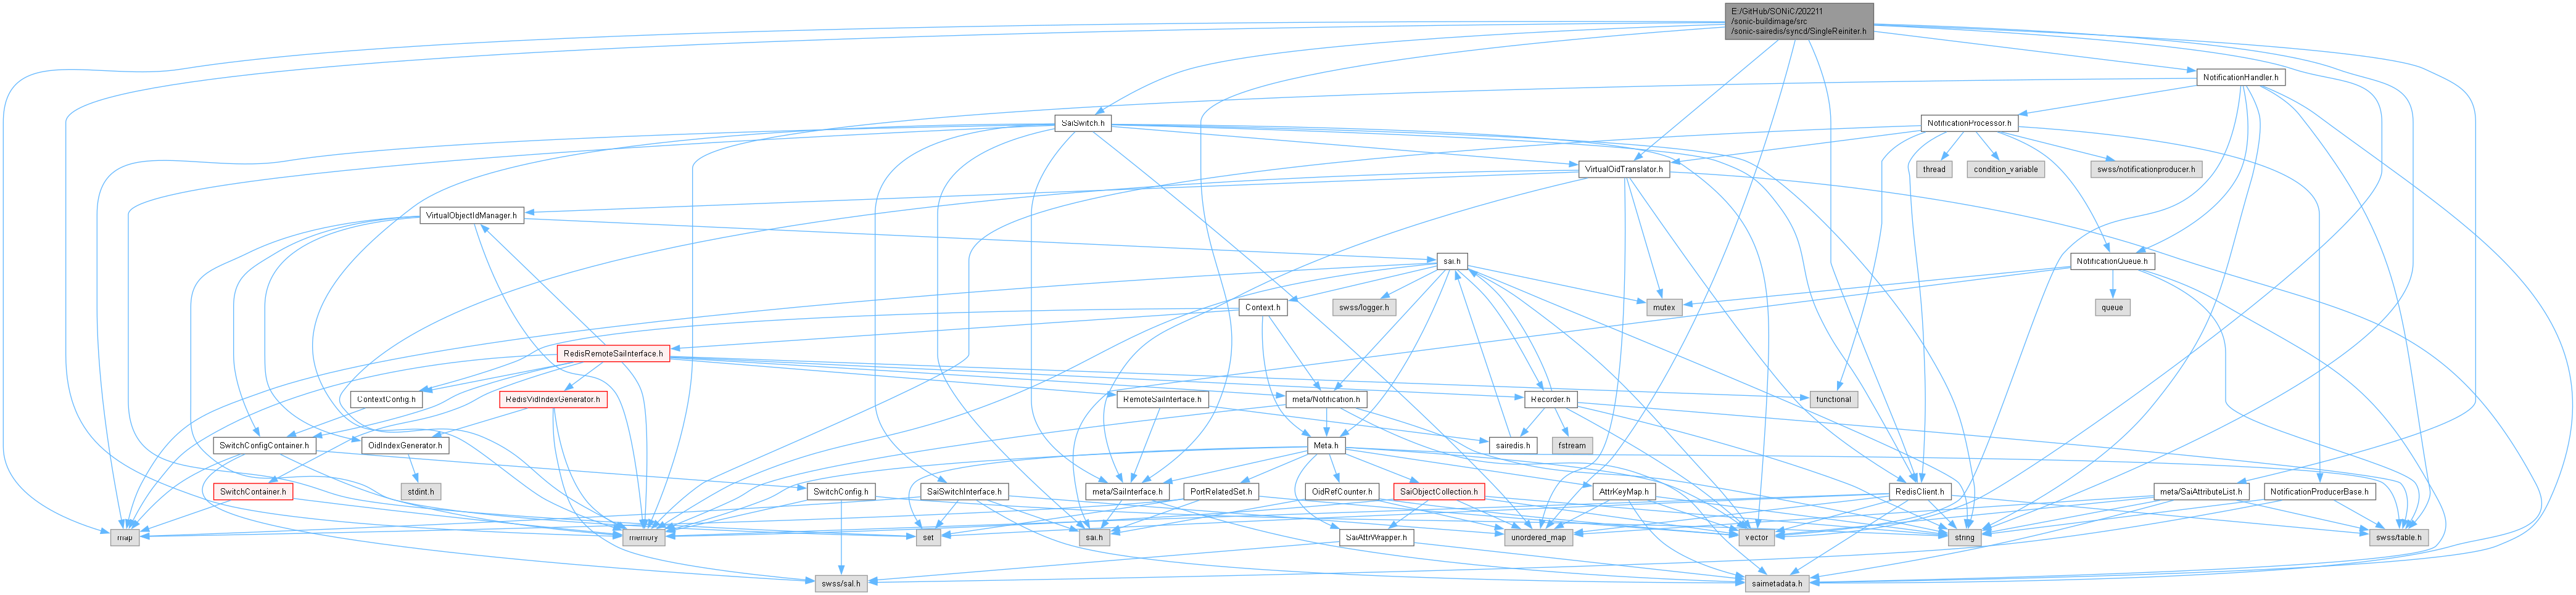 E:/GitHub/SONiC/202211
/sonic-buildimage/src
/sonic-sairedis/syncd/SingleReiniter.h
NotificationHandler.h
SaiSwitch.h
NotificationProcessor.h
VirtualOidTranslator.h
thread
condition_variable
swss/notificationproducer.h
VirtualObjectIdManager.h
sai.h
NotificationQueue.h
Context.h
swss/logger.h
mutex
queue
RedisRemoteSaiInterface.h
ContextConfig.h
RedisVidIndexGenerator.h
RemoteSaiInterface.h
meta/Notification.h
Recorder.h
functional
SwitchConfigContainer.h
OidIndexGenerator.h
Meta.h
sairedis.h
fstream
SwitchContainer.h
stdint.h
SwitchConfig.h
SaiSwitchInterface.h
meta/SaiInterface.h
PortRelatedSet.h
OidRefCounter.h
SaiObjectCollection.h
AttrKeyMap.h
RedisClient.h
meta/SaiAttributeList.h
NotificationProducerBase.h
map
memory
set
sai.h
SaiAttrWrapper.h
unordered_map
vector
string
swss/table.h
swss/sal.h
saimetadata.h